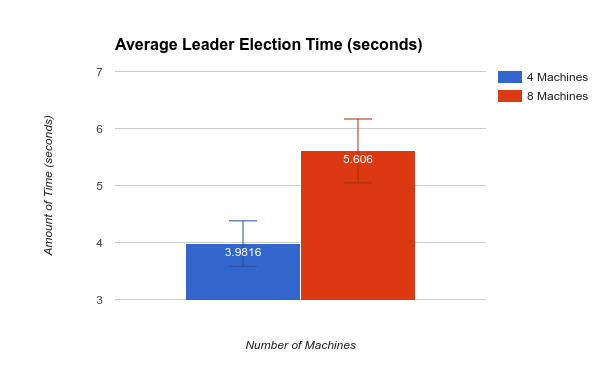 Average Leader Election Time (seconds)
7
4 Machines
8 Machines
6
5.606
5
4
3.9816
3
Amount of Time (seconds)
Number of Machines